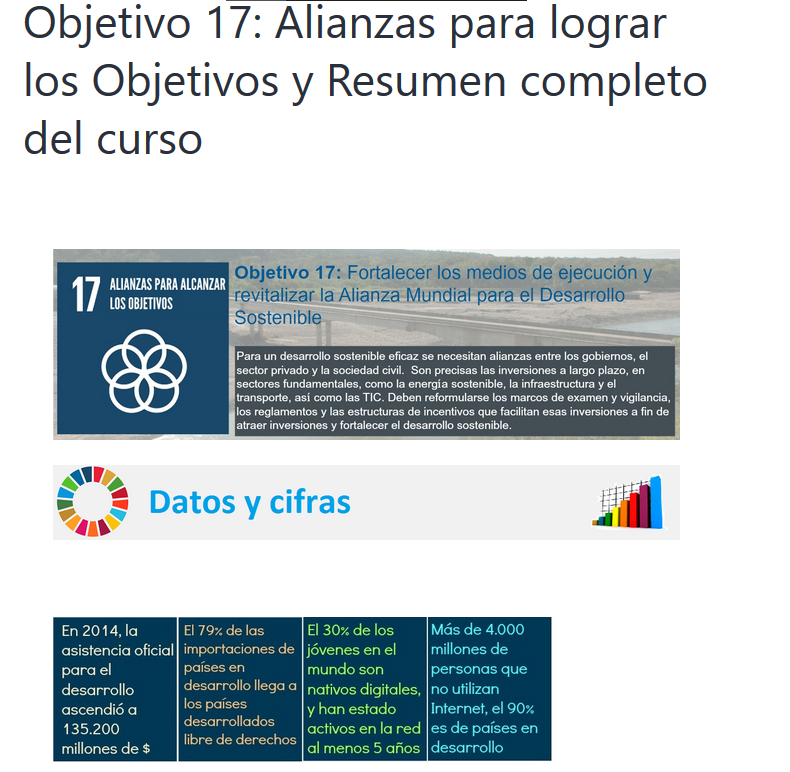 Objetivo 17: Alianzas para lograr
los Objetivos y Resumen completo
del curso
17 ALIANZAS PARA ALCANZAR
LOS OBJETIVOS
Objetivo 17: Fortalecer los medios de ejecución y
revitalizar la Alianza Mundial para el Desarrollo
Sostenible
Para un desarrollo sostenible eficaz se necesitan alianzas entre los gobiernos, el
sector privado y la sociedad civil. Son precisas las inversiones a largo plazo, en
sectores fundamentales, como la energía sostenible, la infraestructura y el
transporte, así como las TIC. Deben reformularse los marcos de examen y vigilancia,
los reglamentos y las estructuras de incentivos que facilitan esas inversiones a fin de
atraer inversiones y fortalecer el desarrollo sostenible.
Datos y cifras
En 2014, la
asistencia oficial
para el
desarrollo
ascendió a
135.200
millones de $
El 79% de las
importaciones de
países en
desarrollo llega a
los países
desarrollados
libre de derechos
El 30% de los
jóvenes en el
mundo son
nativos digitales,
y han estado
activos en la red
al menos 5 años
Más de 4.000
millones de
personas que
no utilizan
Internet, el 90%
es de países en
desarrollo